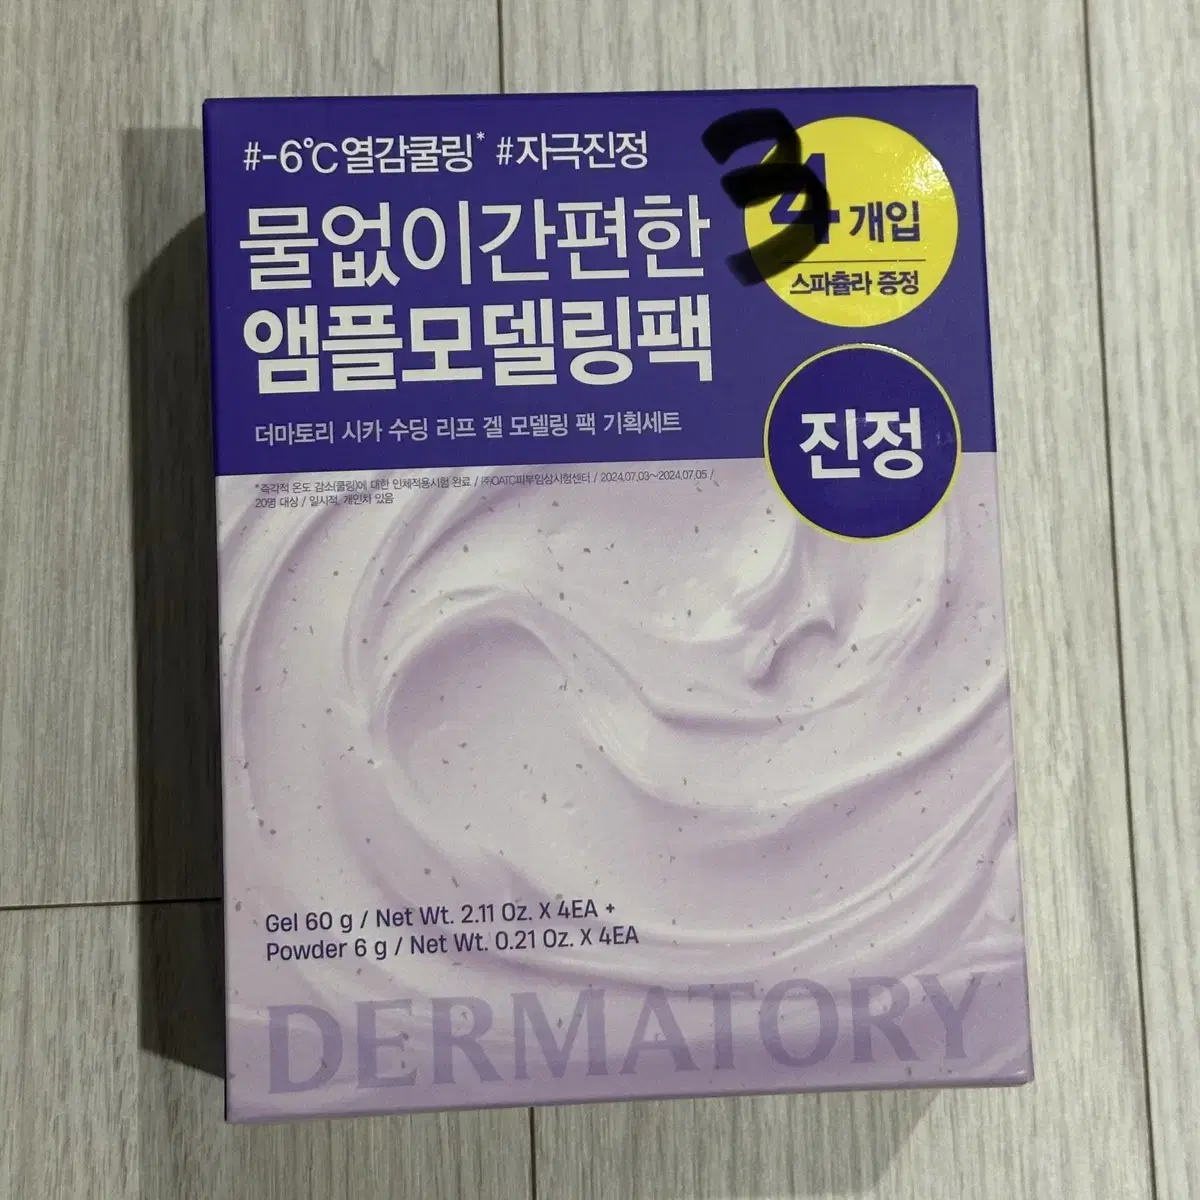 #-6℃열감쿨링* #자극진정
물없이간편한
앰플모델링팩
더마토리 시카 수딩 리프 겔 모델링 팩 기획세트
3
4개입
스파츌라 증정
진정
*즉각적 온도 감소(쿨링)에 대한 인체적용시험 완료 / ㈜OATC피부임상시험센터 / 2024.07.03~2024.07.05 /
20명 대상 / 일시적, 개인차 있음
Gel 60 g / Net Wt. 2.11 Oz. X 4EA +
Powder 6 g / Net Wt. 0.21 Oz. X 4EA
DERMATORY